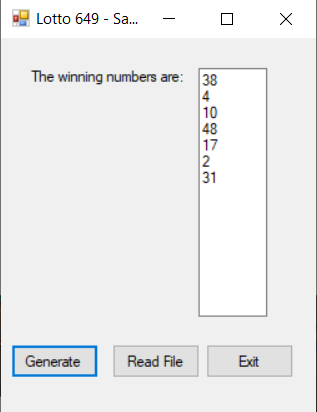 Lotto 649 - Sa...
The winning numbers are:
38
4
10
48
17
2
31
Generate
Read File
Exit